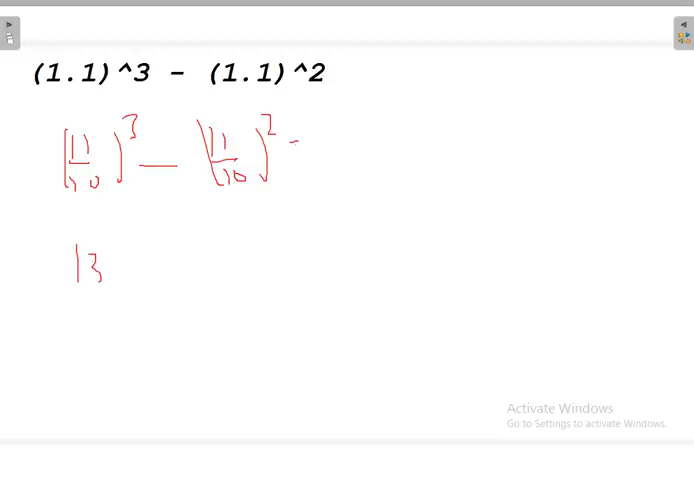 (1.1)^3 - (1.1)^2
(11/10)^3 — (11/10)^2 -
13
Activate Windows
Go to Settings to activate Windows.